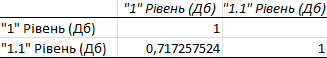 "1" Рівень (Дб) "1.1" Рівень (Дб)
"1" Рівень (Дб) 1
"1.1" Рівень (Дб) 0,717257524 1